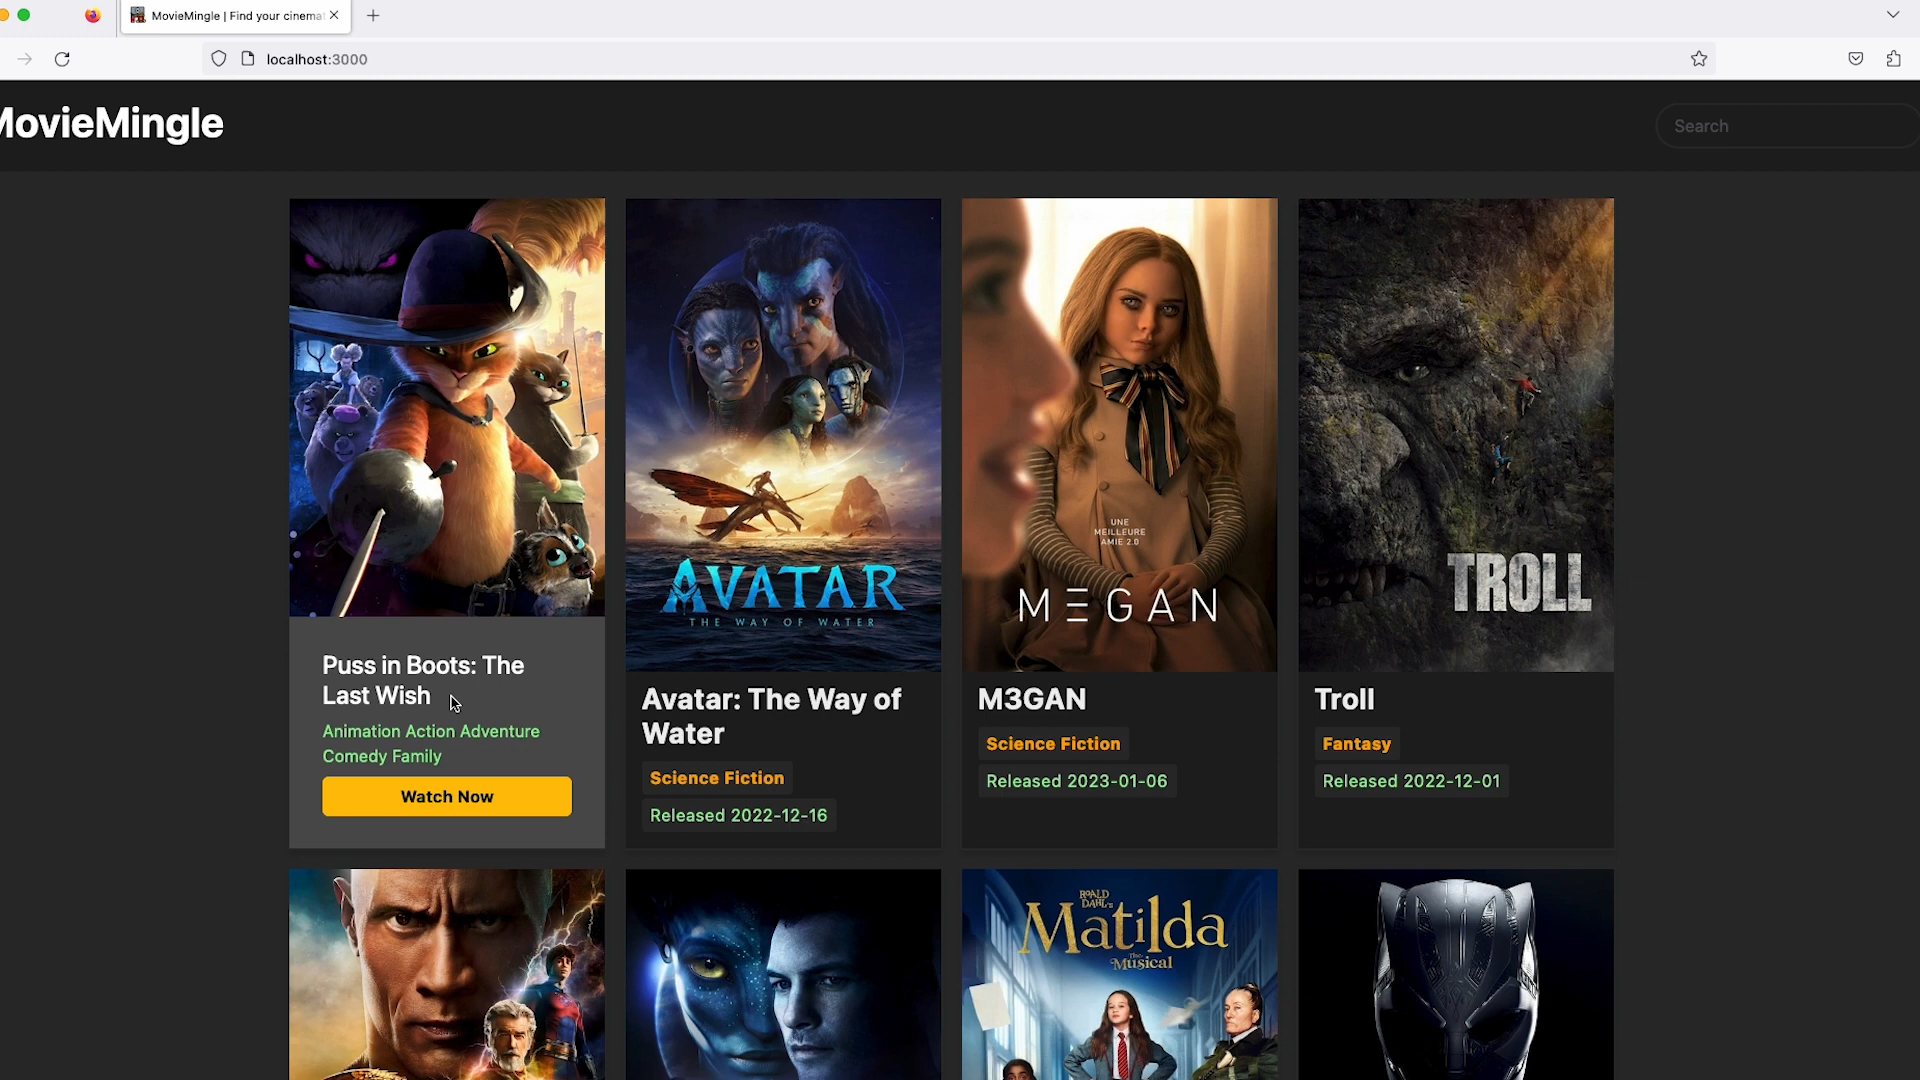 MovieMingle | Find your cinema
localhost:3000
MovieMingle
Search
AVATAR
THE WAY OF WATER
UNE
MEILLEURE
AMIE 2.0
MΞGAN
TROLL
Puss in Boots: The
Last Wish
Animation Action Adventure
Comedy Family
Watch Now
Avatar: The Way of
Water
Science Fiction
Released 2022-12-16
M3GAN
Science Fiction
Released 2023-01-06
Troll
Fantasy
Released 2022-12-01
ROALD
DAHL's
Matilda
The
Musical